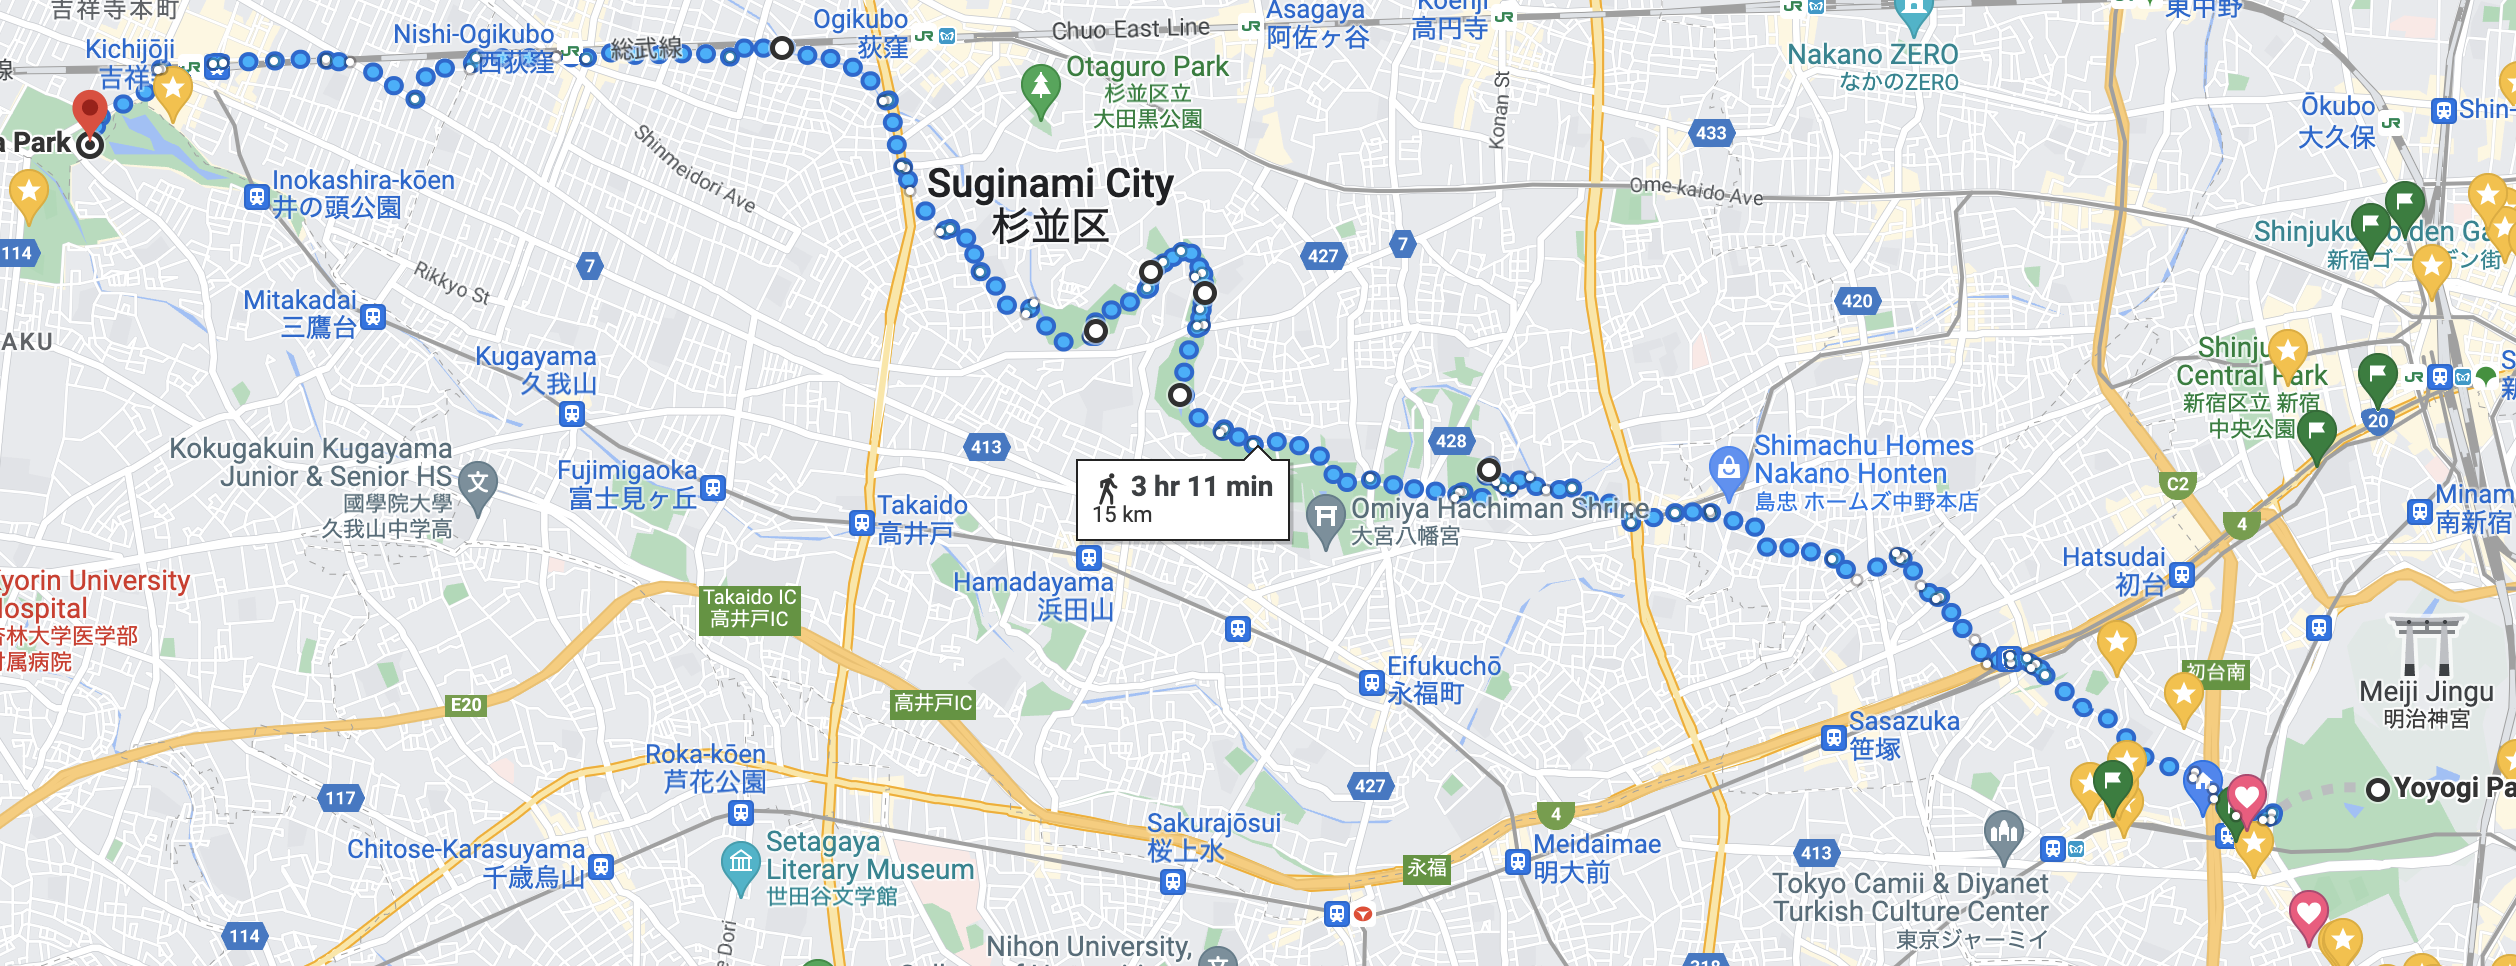 吉祥寺本町
Kichijōji
吉祥
線
Nishi-Ogikubo
西荻窪
総武線
Ogikubo
荻窪
JR
Chuo East Line
JR
Asagaya
阿佐ヶ谷
Koenji
高円寺
JR
JR
東中野
Nakano ZERO
なかのZERO
Otaguro Park
杉並区立
大田黒公園
Konan St
433
Ōkubo
大久保
JR
Shin-
a Park
Inokashira-kōen
井の頭公園
114
Shinmeidori Ave
Suginami City
杉並区
Ome-kaido Ave
7
427
7
420
Rikkyo St
Mitakadai
三鷹台
AKU
Kugayama
久我山
Shinjuku Golden Ga
新宿ゴールデン街
Shinju
Central Park
新宿区立 新宿
中央公園
JR
20
Kokugakuin Kugayama
Junior & Senior HS
國學院大學
久我山中学高
Fujimigaoka
富士見ヶ丘
413
428
Takaido
高井戸
3 hr 11 min
15 km
Omiya Hachiman Shrine
大宮八幡宮
Shimachu Homes
Nakano Honten
島忠 ホームズ中野本店
C2
4
Minam
南新宿
Hatsudai
初台
Hamadayama
浜田山
Takaido IC
高井戸IC
yorin University
Hospital
杏林大学医学部
付属病院
E20
高井戸IC
Eifukuchō
永福町
初台南
Meiji Jingu
明治神宮
Sasazuka
笹塚
Roka-kōen
芦花公園
117
427
4
Yoyogi Pa
Chitose-Karasuyama
千歳烏山
Setagaya
Literary Museum
世田谷文学館
Sakurajōsui
桜上水
永福
Meidaimae
明大前
413
Tokyo Camii & Diyanet
Turkish Culture Center
東京ジャーミイ
114
e Dori
Nihon University,
318